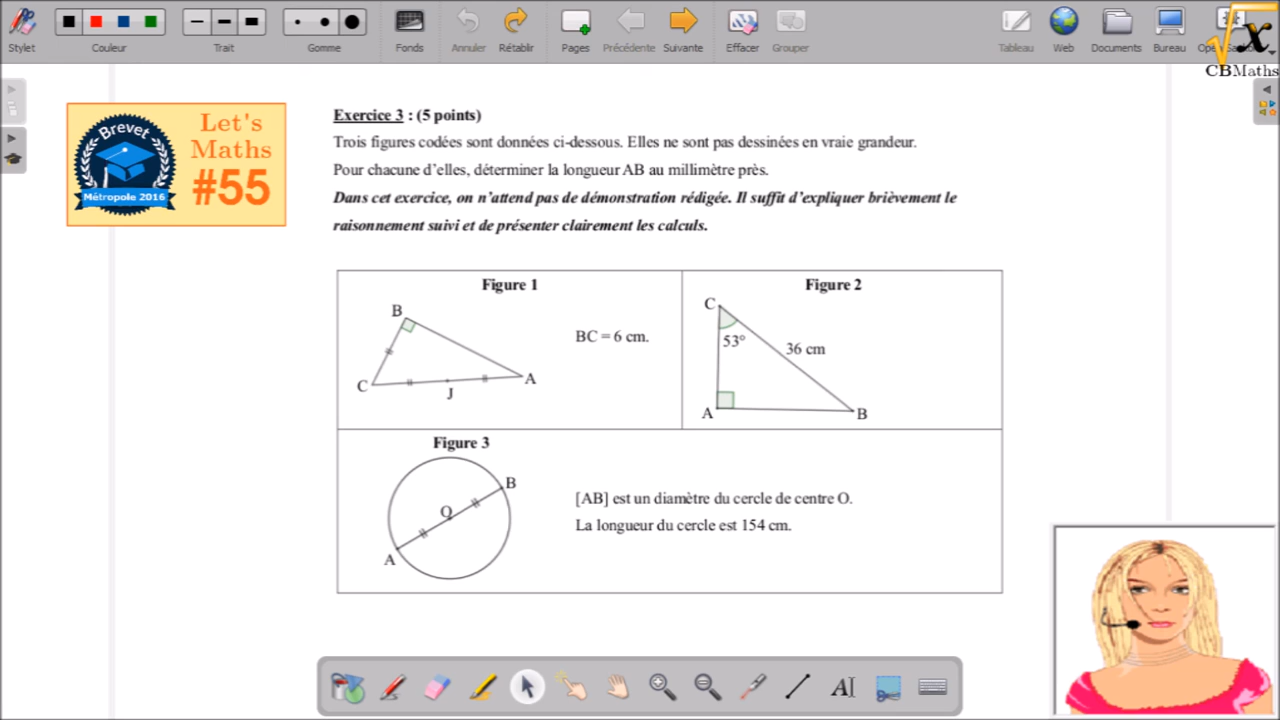 Stylet
Couleur
Trait
Gomme
Fonds
Annuler
Rétablir
Pages
Précédente
Suivante
Effacer
Grouper
Tableau
Web
Documents
Bureau
x
CBMaths
Brevet
Métropole 2016
Let's
Maths
#55
Exercice 3 : (5 points)
Trois figures codées sont données ci-dessous. Elles ne sont pas dessinées en vraie grandeur.
Pour chacune d’elles, déterminer la longueur AB au millimètre près.
Dans cet exercice, on n’attend pas de démonstration rédigée. Il suffit d’expliquer brièvement le
raisonnement suivi et de présenter clairement les calculs.
Figure 1
B
C
J
A
BC = 6 cm.
Figure 2
C
53°
36 cm
A
B
Figure 3
B
O
A
[AB] est un diamètre du cercle de centre O.
La longueur du cercle est 154 cm.
AI